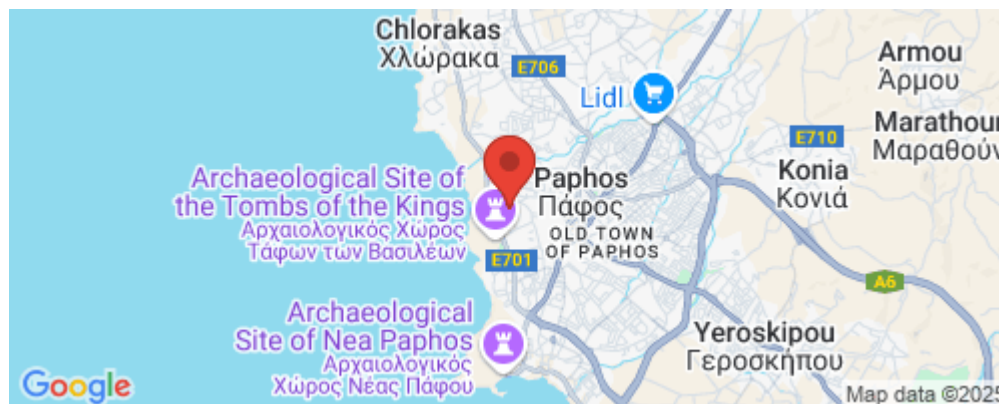 Chlorakas
Χλώρακα
E706
Lidl
Armou
Άρμου
E710
Marathou
Μαραθού
Konia
Κονιά
Archaeological Site of
the Tombs of the Kings
Αρχαιολογικός Χώρος
Τάφων των Βασιλέων
Paphos
Πάφος
OLD TOWN
OF PAPHOS
E701
A6
Archaeological
Site of Nea Paphos
Αρχαιολογικός
Χώρος Νέας Πάφου
Yeroskipou
Γεροσκήπου
Google
Map data ©2025